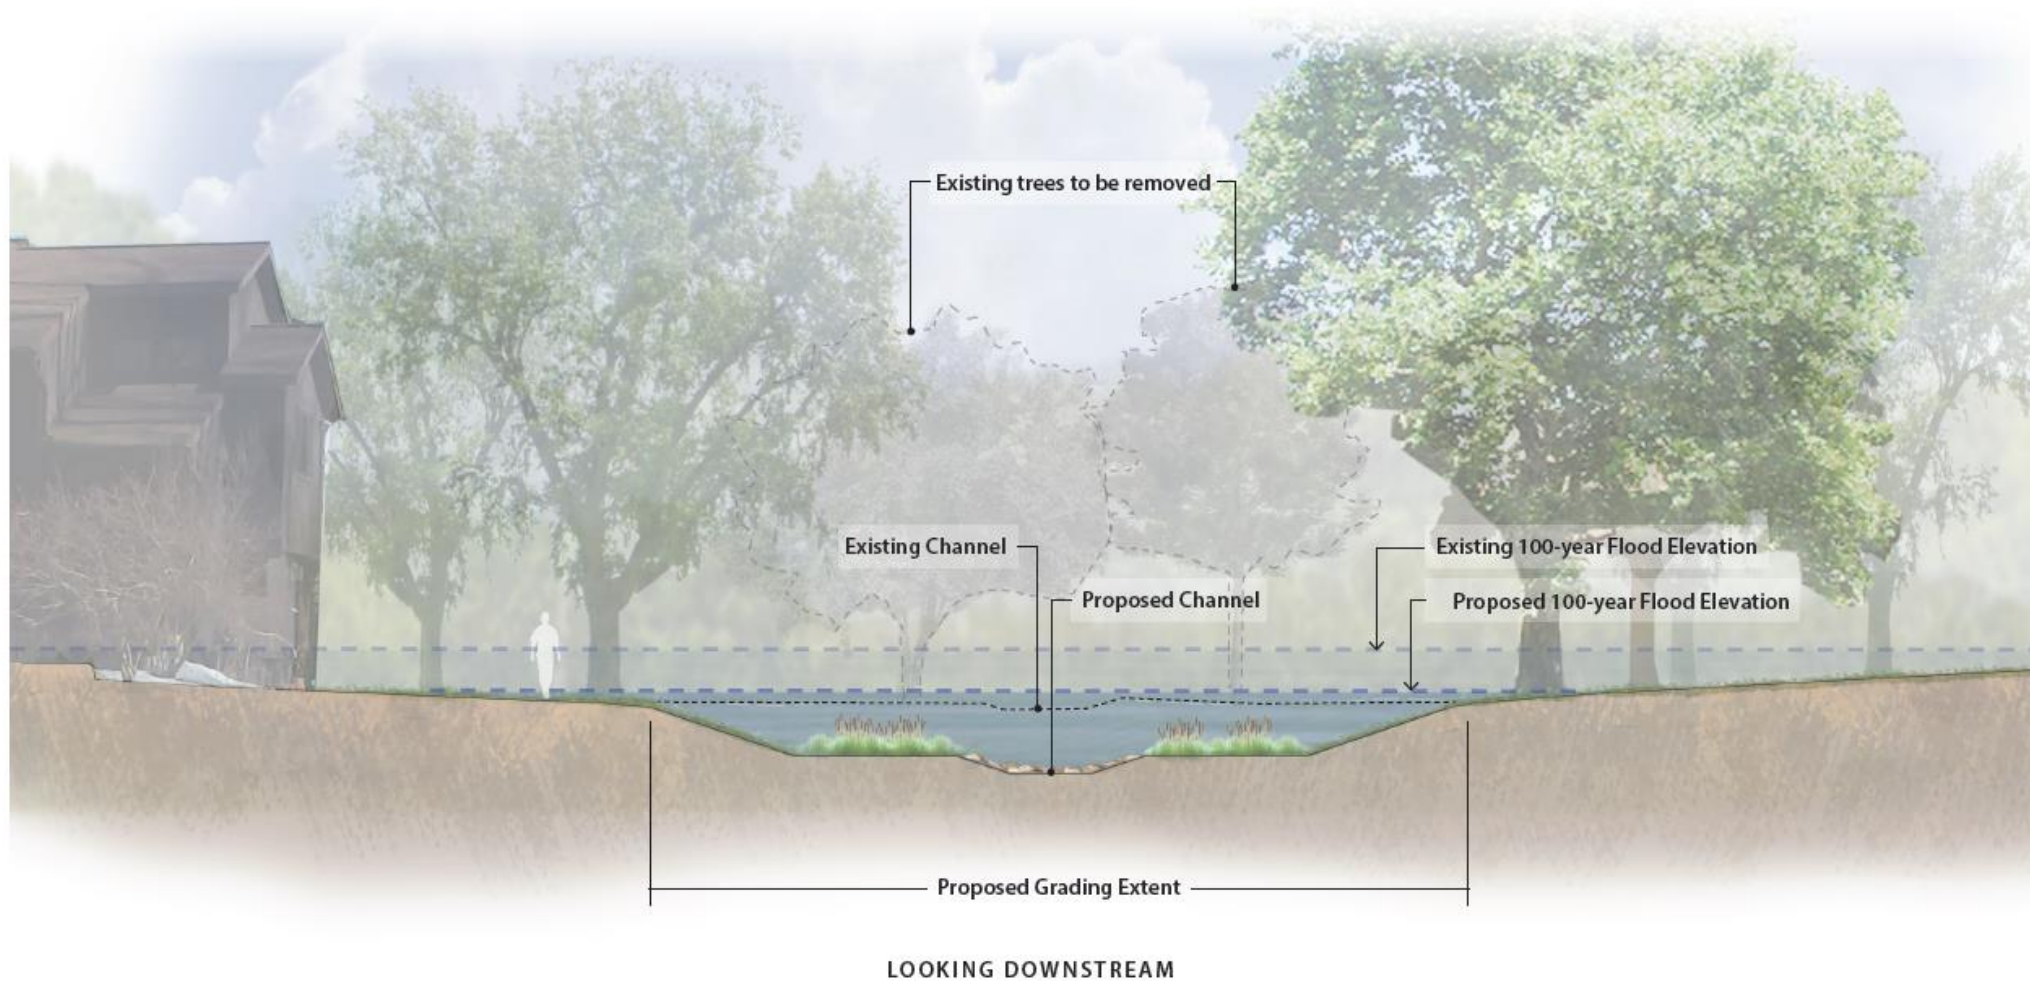 Existing trees to be removed
Existing Channel
Existing 100-year Flood Elevation
Proposed Channel
Proposed 100-year Flood Elevation
Proposed Grading Extent
LOOKING DOWNSTREAM